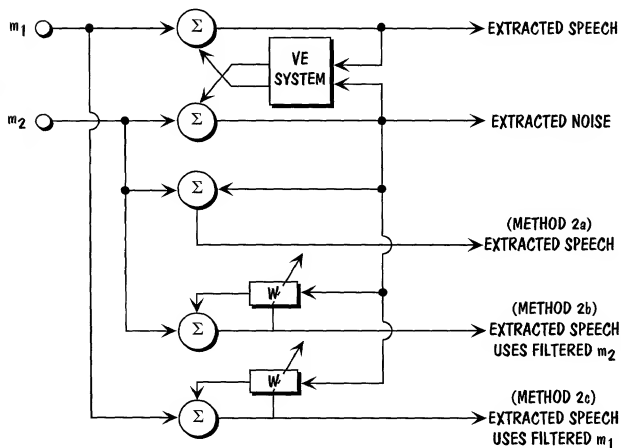 m1
Σ
EXTRACTED SPEECH
VE
SYSTEM
m2
Σ
EXTRACTED NOISE
Σ
(METHOD 2a)
EXTRACTED SPEECH
W
(METHOD 2b)
Σ
EXTRACTED SPEECH
USES FILTERED m2
W
(METHOD 2c)
Σ
EXTRACTED SPEECH
USES FILTERED m1